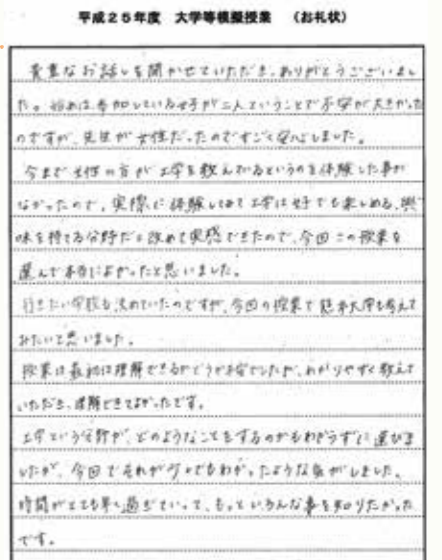 平成25年度 大学等模擬授業 (お礼状)
貴重なお話しを聞かせていただき、ありがとうございまし
た。始めは参加している女子が二人ということで不安が大きかった
のですが、先生が女性だったのですごく安心しました。
今まで女性の方が工学を教えているというのを体験した事が
なかったので、実際に体験してみて工学は女子でも楽しめる、興
味を持てる分野だと改めて実感できたので、今回この授業を
選んで本当によかったと思いました。
行きたい学校も決めていたのですが、今回の授業で熊本大学も考えて
みたいと思いました。
授業は最初は理解できるかどうか不安でしたが、わかりやすく教えて
いただき、理解できてよかったです。
工学という分野が、どのようなことをするのかもわからずに選びま
したが、今回でそれが少しでもわかったような気がしました。
時間がとても早く過ぎていって、もっといろんな事を知りたかった
です。